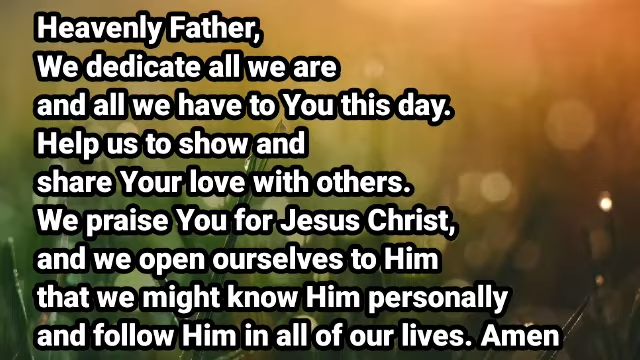 Heavenly Father,
We dedicate all we are
and all we have to You this day.
Help us to show and
share Your love with others.
We praise You for Jesus Christ,
and we open ourselves to Him
that we might know Him personally
and follow Him in all of our lives. Amen